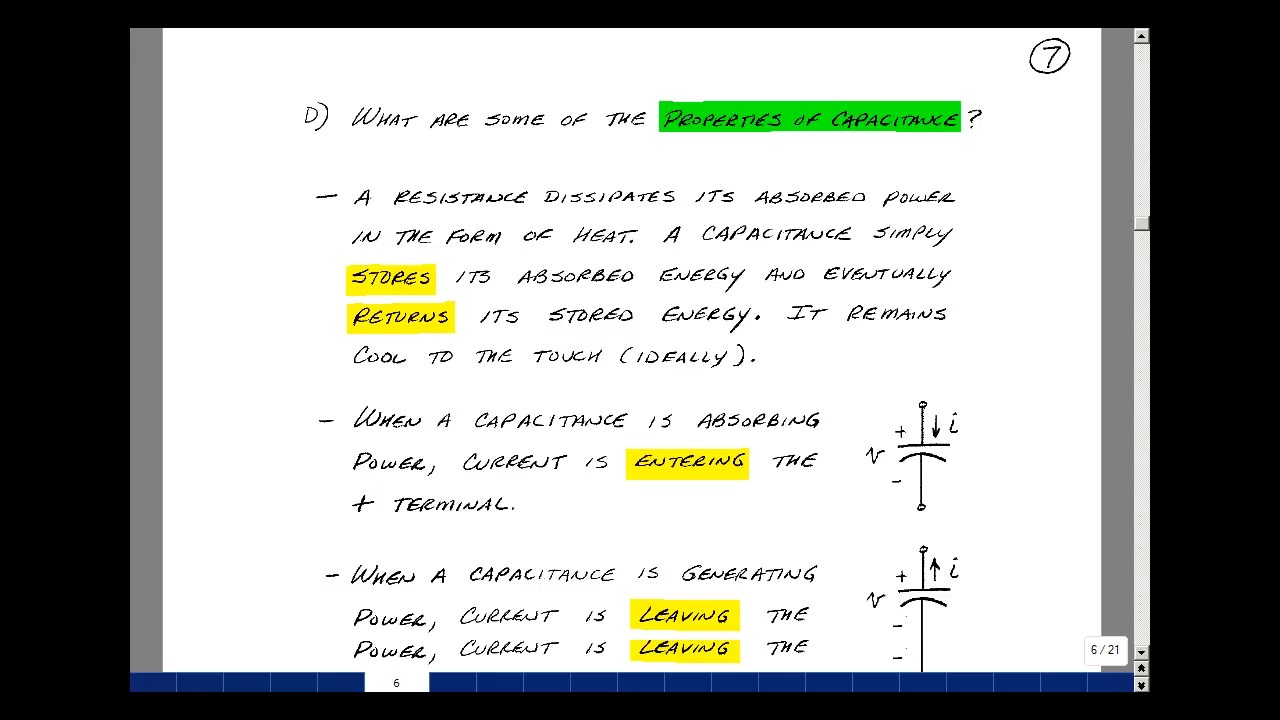 7
D) WHAT ARE SOME OF THE PROPERTIES OF CAPACITANCE?
- A RESISTANCE DISSIPATES ITS ABSORBED POWER
IN THE FORM OF HEAT. A CAPACITANCE SIMPLY
STORES ITS ABSORBED ENERGY AND EVENTUALLY
RETURNS ITS STORED ENERGY. IT REMAINS
COOL TO THE TOUCH (IDEALLY).
- WHEN A CAPACITANCE IS ABSORBING
POWER, CURRENT IS ENTERING THE
+ TERMINAL.
+ i
v
-
- WHEN A CAPACITANCE IS GENERATING
POWER, CURRENT IS LEAVING THE
POWER, CURRENT IS LEAVING THE
+ i
v
-
-
6 / 21
6